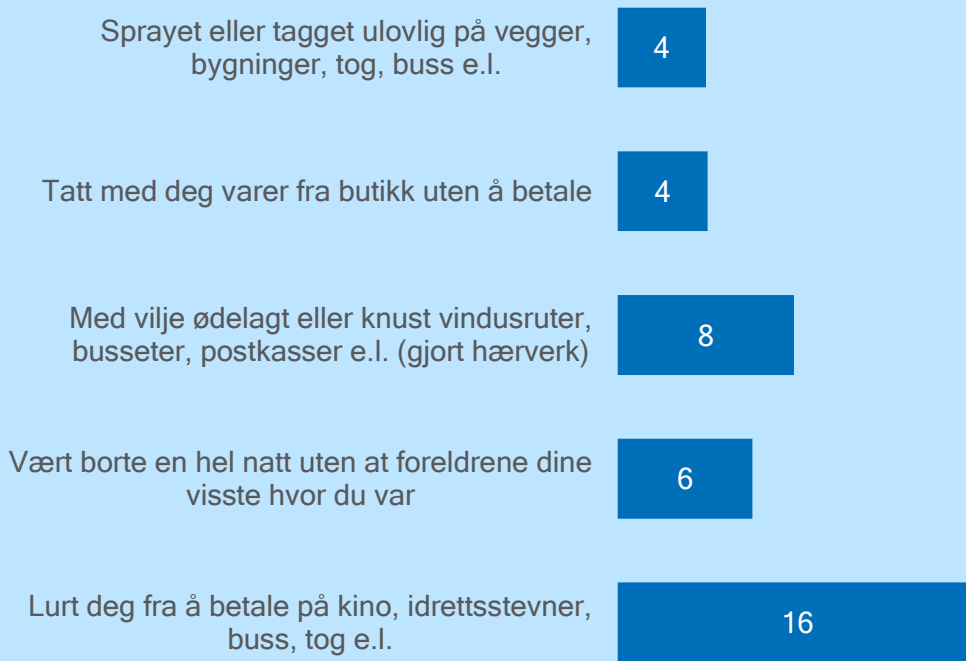 Sprayet eller tagget ulovlig på vegger,
bygninger, tog, buss e.l.
4
Tatt med deg varer fra butikk uten å betale
4
Med vilje ødelagt eller knust vindusruter,
busseter, postkasser e.l. (gjort hærverk)
8
Vært borte en hel natt uten at foreldrene dine
visste hvor du var
6
Lurt deg fra å betale på kino, idrettsstevner,
buss, tog e.l.
16